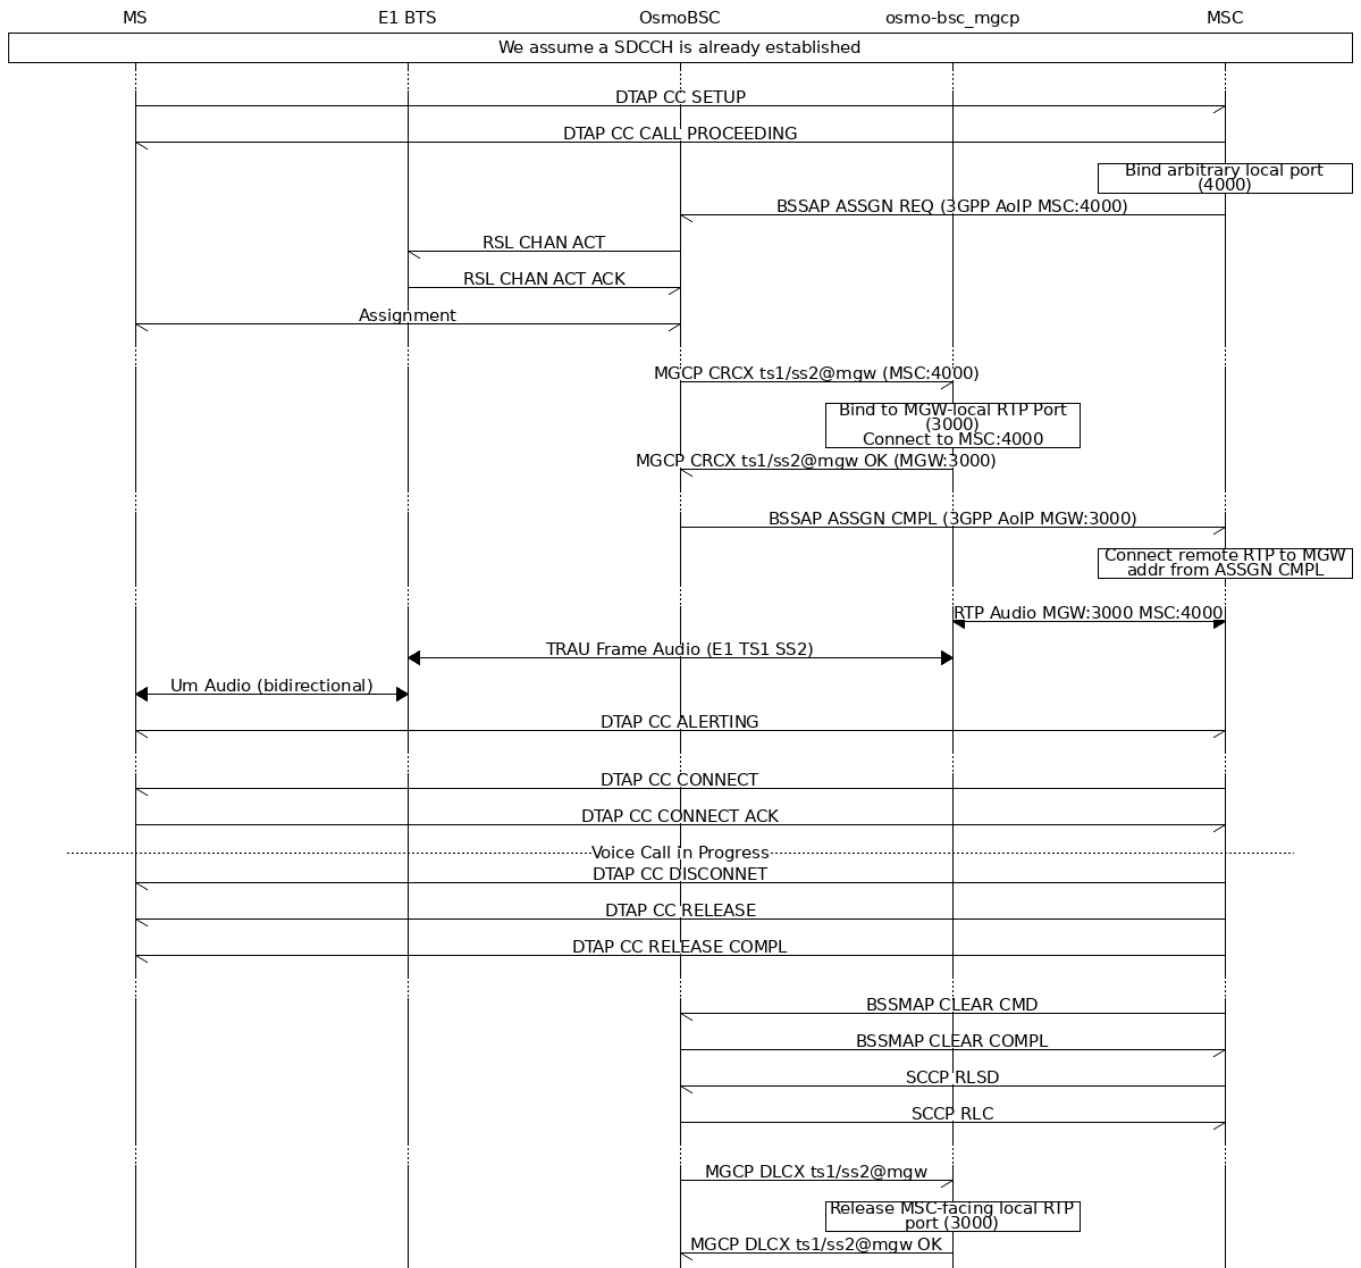 MS E1 BTS OsmoBSC osmo-bsc_mgcp MSC
We assume a SDCCH is already established
DTAP CC SETUP
DTAP CC CALL PROCEEDING
Bind arbitrary local port
(4000)
BSSAP ASSGN REQ (3GPP AoIP MSC:4000)
RSL CHAN ACT
RSL CHAN ACT ACK
Assignment
MGCP CRCX ts1/ss2@mgw (MSC:4000)
Bind to MGW-local RTP Port
(3000)
Connect to MSC:4000
MGCP CRCX ts1/ss2@mgw OK (MGW:3000)
BSSAP ASSGN CMPL (3GPP AoIP MGW:3000)
Connect remote RTP to MGW
addr from ASSGN CMPL
RTP Audio MGW:3000 MSC:4000
TRAU Frame Audio (E1 TS1 SS2)
Um Audio (bidirectional)
DTAP CC ALERTING
DTAP CC CONNECT
DTAP CC CONNECT ACK
Voice Call in Progress
DTAP CC DISCONNET
DTAP CC RELEASE
DTAP CC RELEASE COMPL
BSSMAP CLEAR CMD
BSSMAP CLEAR COMPL
SCCP RLSD
SCCP RLC
MGCP DLCX ts1/ss2@mgw
Release MSC-facing local RTP
port (3000)
MGCP DLCX ts1/ss2@mgw OK